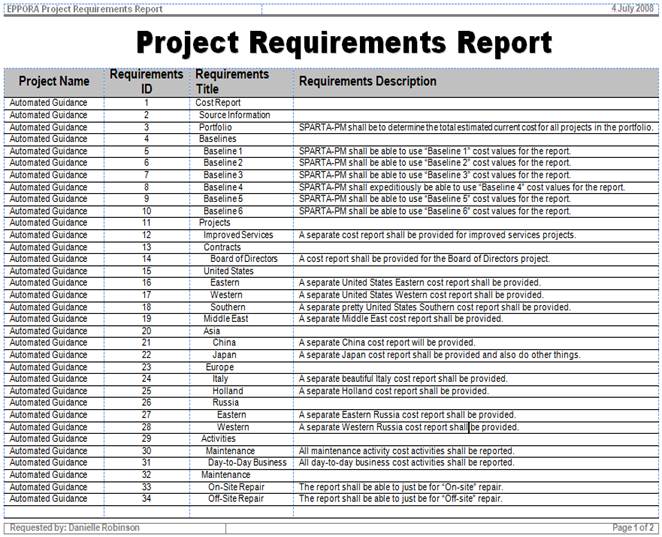 EPPORA Project Requirements Report 4 July 2008
Project Requirements Report
Project Name Requirements ID Requirements Title Requirements Description
Automated Guidance 1 Cost Report
Automated Guidance 2 Source Information
Automated Guidance 3 Portfolio SPARTA-PM shall be to determine the total estimated current cost for all projects in the portfolio.
Automated Guidance 4 Baselines
Automated Guidance 5 Baseline 1 SPARTA-PM shall be able to use "Baseline 1" cost values for the report.
Automated Guidance 6 Baseline 2 SPARTA-PM shall be able to use "Baseline 2" cost values for the report.
Automated Guidance 7 Baseline 3 SPARTA-PM shall be able to use "Baseline 3" cost values for the report.
Automated Guidance 8 Baseline 4 SPARTA-PM shall expeditiously be able to use "Baseline 4" cost values for the report.
Automated Guidance 9 Baseline 5 SPARTA-PM shall be able to use "Baseline 5" cost values for the report.
Automated Guidance 10 Baseline 6 SPARTA-PM shall be able to use "Baseline 6" cost values for the report.
Automated Guidance 11 Projects
Automated Guidance 12 Improved Services A separate cost report shall be provided for improved services projects.
Automated Guidance 13 Contracts
Automated Guidance 14 Board of Directors A cost report shall be provided for the Board of Directors project.
Automated Guidance 15 United States
Automated Guidance 16 Eastern A separate United States Eastern cost report shall be provided.
Automated Guidance 17 Western A separate United States Western cost report shall be provided.
Automated Guidance 18 Southern A separate pretty United States Southern cost report shall be provided.
Automated Guidance 19 Middle East A separate Middle East cost report shall be provided.
Automated Guidance 20 Asia
Automated Guidance 21 China A separate China cost report will be provided.
Automated Guidance 22 Japan A separate Japan cost report shall be provided and also do other things.
Automated Guidance 23 Europe
Automated Guidance 24 Italy A separate beautiful Italy cost report shall be provided.
Automated Guidance 25 Holland A separate Holland cost report shall be provided.
Automated Guidance 26 Russia
Automated Guidance 27 Eastern A separate Eastern Russia cost report shall be provided.
Automated Guidance 28 Western A separate Western Russia cost report shall be provided.
Automated Guidance 29 Activities
Automated Guidance 30 Maintenance All maintenance activity cost activities shall be reported.
Automated Guidance 31 Day-to-Day Business All day-to-day business cost activities shall be reported.
Automated Guidance 32 Maintenance
Automated Guidance 33 On-Site Repair The report shall be able to just be for "On-site" repair.
Automated Guidance 34 Off-Site Repair The report shall be able to just be for "Off-site" repair.
Requested by: Danielle Robinson Page 1 of 2